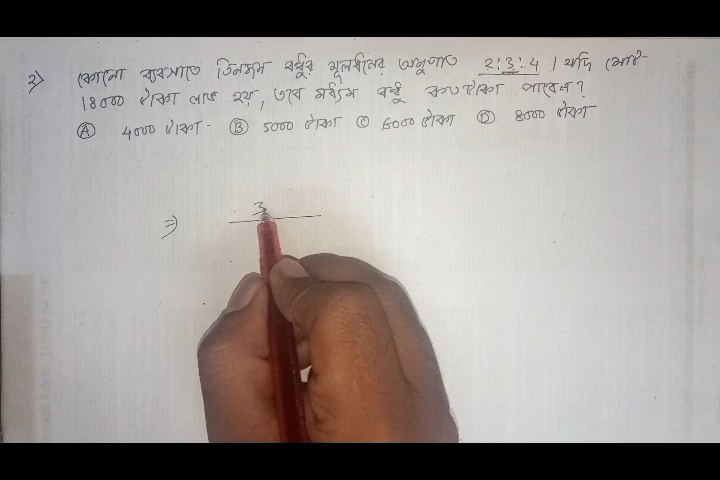 ২) কোনো ব্যবসাতে তিনজন বন্ধুর মূলধনের অনুপাত 2:3:4 । যদি মোট-
18000 টাকা লাভ হয়, তবে মধ্যম বন্ধু কত টাকা পাবেন?
Ⓐ 4000 টাকা- Ⓑ 5000 টাকা Ⓒ 6000 টাকা Ⓓ 8000 টাকা
⇒ 3